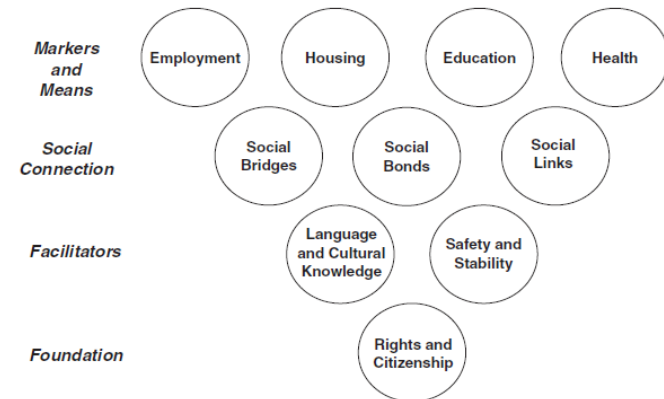 Markers
and
Means
Employment
Housing
Education
Health
Social
Connection
Social
Bridges
Social
Bonds
Social
Links
Facilitators
Language
and Cultural
Knowledge
Safety and
Stability
Foundation
Rights and
Citizenship